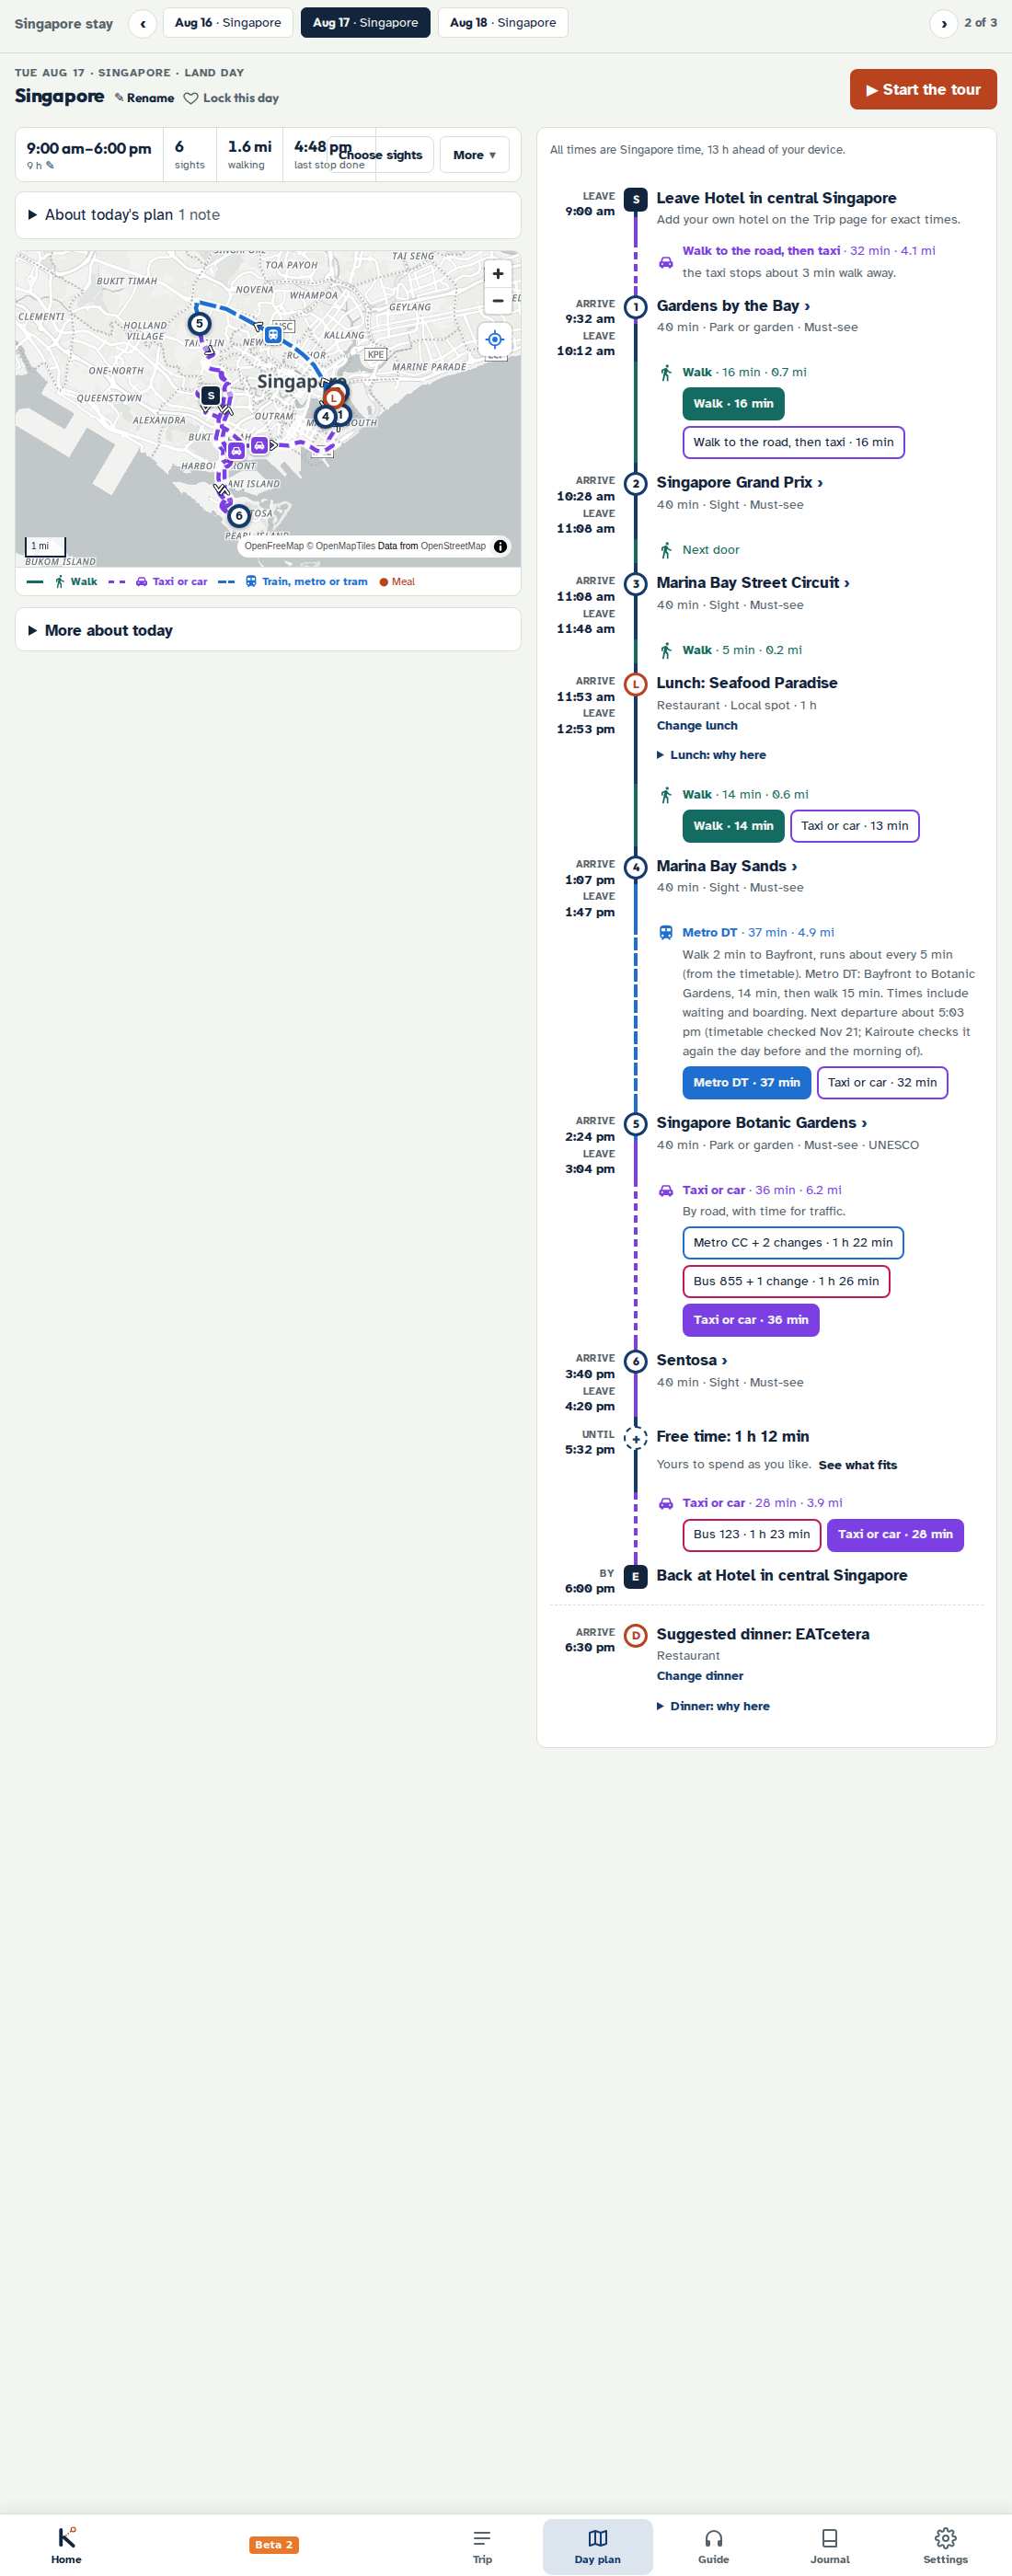 Singapore stay
‹
Aug 16 · Singapore
Aug 17 · Singapore
Aug 18 · Singapore
›
2 of 3
TUE AUG 17 · SINGAPORE · LAND DAY
Singapore
✎ Rename
Lock this day
▶ Start the tour
9:00 am–6:00 pm
9 h ✎
6
sights
1.6 mi
walking
4:48 pm
last stop done
Choose sights
More ▾
▶ About today's plan 1 note
TOA PAYOH
TAI SENG
BUKIT TIMAH
NOVENA
WHAMPOA
GEYLANG
CLEMENTI
HOLLAND
VILLAGE
KALLANG
KPE
MARINE PARADE
ONE-NORTH
Singapore
QUEENSTOWN
OUTRAM
ALEXANDRA
BUKOM ISLAND
+
−
5
S
L
4
1
6
1 mi
OpenFreeMap © OpenMapTiles Data from OpenStreetMap
Walk
Taxi or car
Train, metro or tram
Meal
▶ More about today
All times are Singapore time, 13 h ahead of your device.
LEAVE
9:00 am
S
Leave Hotel in central Singapore
Add your own hotel on the Trip page for exact times.
Walk to the road, then taxi · 32 min · 4.1 mi
the taxi stops about 3 min walk away.
ARRIVE
9:32 am
LEAVE
10:12 am
1
Gardens by the Bay ›
40 min · Park or garden · Must-see
Walk · 16 min · 0.7 mi
Walk · 16 min
Walk to the road, then taxi · 16 min
ARRIVE
10:28 am
LEAVE
11:08 am
2
Singapore Grand Prix ›
40 min · Sight · Must-see
Next door
ARRIVE
11:08 am
LEAVE
11:48 am
3
Marina Bay Street Circuit ›
40 min · Sight · Must-see
Walk · 5 min · 0.2 mi
ARRIVE
11:53 am
LEAVE
12:53 pm
L
Lunch: Seafood Paradise
Restaurant · Local spot · 1 h
Change lunch
▶ Lunch: why here
Walk · 14 min · 0.6 mi
Walk · 14 min
Taxi or car · 13 min
ARRIVE
1:07 pm
LEAVE
1:47 pm
4
Marina Bay Sands ›
40 min · Sight · Must-see
Metro DT · 37 min · 4.9 mi
Walk 2 min to Bayfront, runs about every 5 min
(from the timetable). Metro DT: Bayfront to Botanic
Gardens, 14 min, then walk 15 min. Times include
waiting and boarding. Next departure about 5:03
pm (timetable checked Nov 21; Kairoute checks it
again the day before and the morning of).
Metro DT · 37 min
Taxi or car · 32 min
ARRIVE
2:24 pm
LEAVE
3:04 pm
5
Singapore Botanic Gardens ›
40 min · Park or garden · Must-see · UNESCO
Taxi or car · 36 min · 6.2 mi
By road, with time for traffic.
Metro CC + 2 changes · 1 h 22 min
Bus 855 + 1 change · 1 h 26 min
Taxi or car · 36 min
ARRIVE
3:40 pm
LEAVE
4:20 pm
6
Sentosa ›
40 min · Sight · Must-see
UNTIL
5:32 pm
+
Free time: 1 h 12 min
Yours to spend as you like. See what fits
Taxi or car · 28 min · 3.9 mi
Bus 123 · 1 h 23 min
Taxi or car · 28 min
BY
6:00 pm
E
Back at Hotel in central Singapore
ARRIVE
6:30 pm
D
Suggested dinner: EATcetera
Restaurant
Change dinner
▶ Dinner: why here
Home
Beta 2
Trip
Day plan
Guide
Journal
Settings